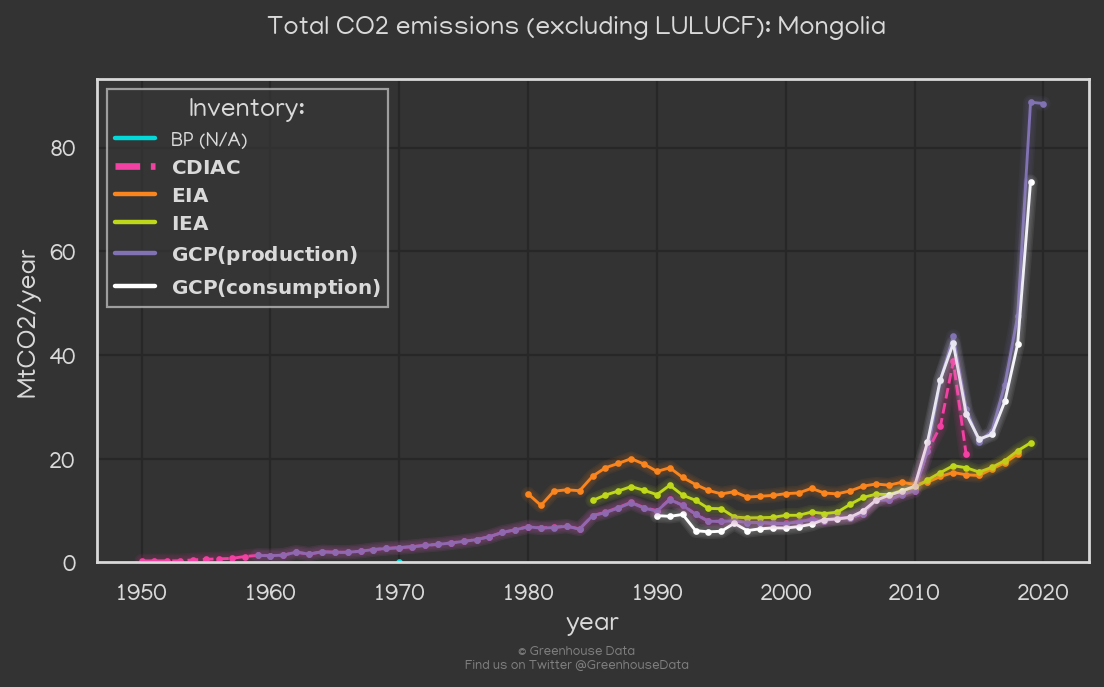 Total CO2 emissions (excluding LULUCF): Mongolia
Inventory:
BP (N/A)
CDIAC
EIA
IEA
GCP(production)
GCP(consumption)
MtCO2/year
80
60
40
20
0
1950 1960 1970 1980 1990 2000 2010 2020
year
© Greenhouse Data
Find us on Twitter @GreenhouseData